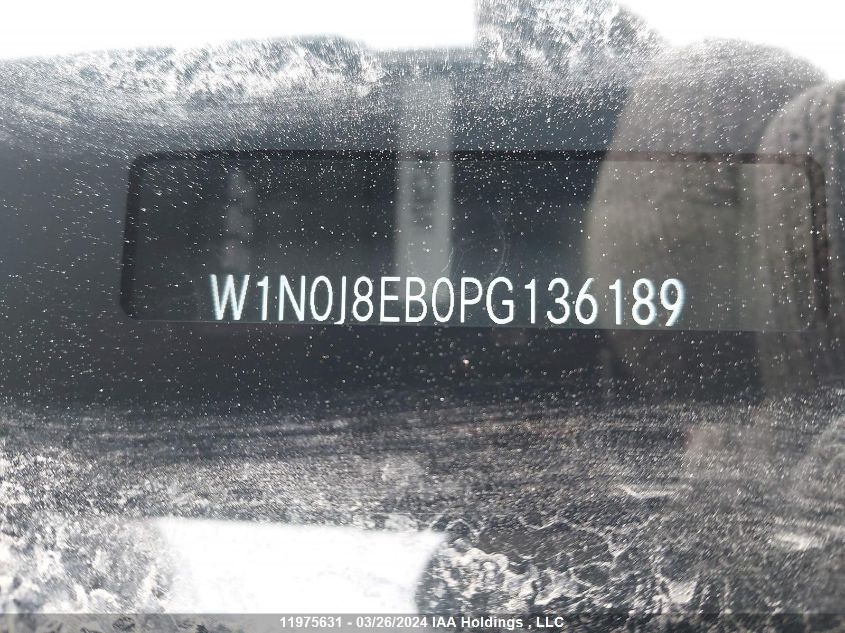 W1N0J8EB0PG136189
11975631 - 03/26/2024 IAA Holdings , LLC